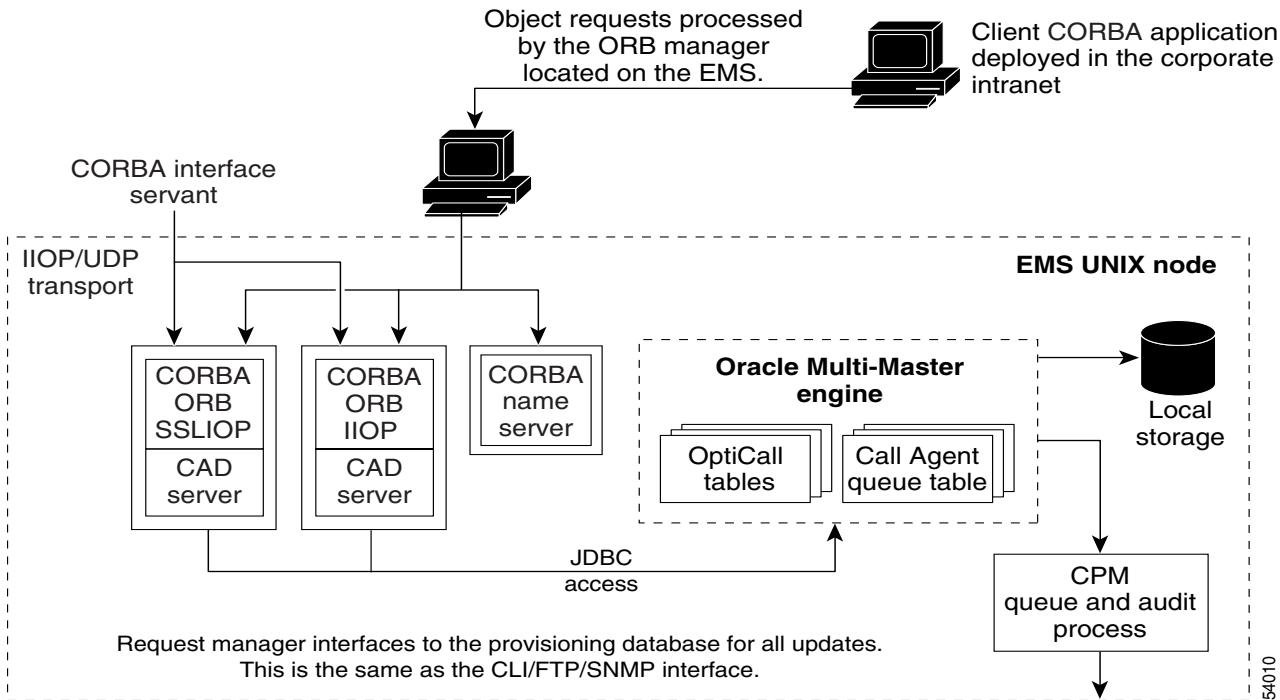 Object requests processed
by the ORB manager
located on the EMS.
Client CORBA application
deployed in the corporate
intranet
CORBA interface
servant
IIOP/UDP
transport
EMS UNIX node
CORBA
ORB
SSLIOP
CAD
server
CORBA
ORB
IIOP
CAD
server
CORBA
name
server
Oracle Multi-Master
engine
OptiCall
tables
Call Agent
queue table
Local
storage
JDBC
access
CPM
queue and audit
process
Request manager interfaces to the provisioning database for all updates.
This is the same as the CLI/FTP/SNMP interface.
54010